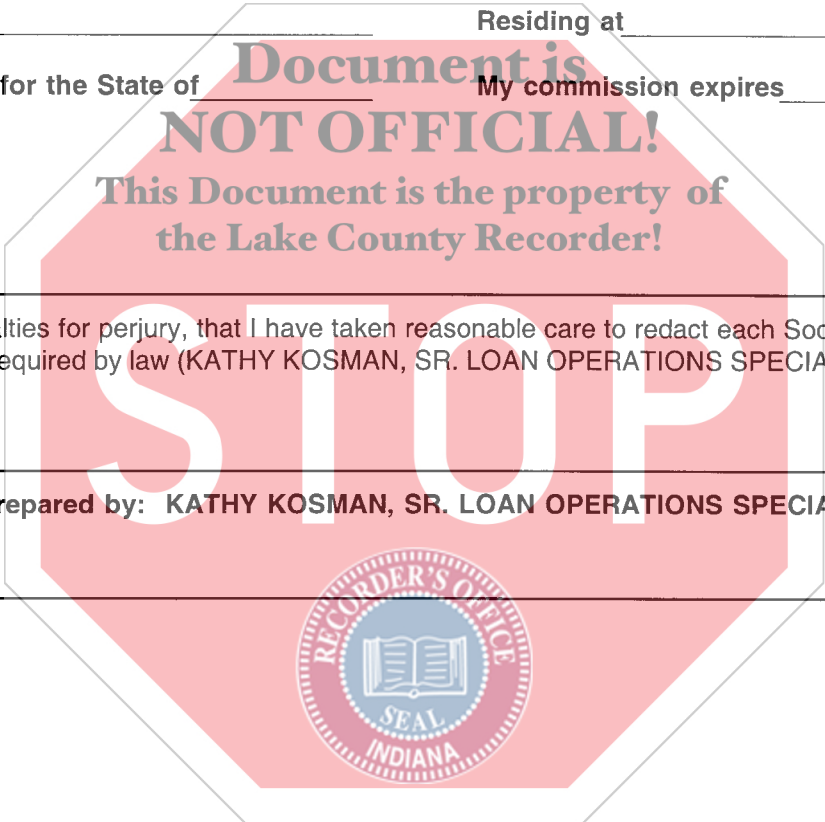 Residing at
Document is
for the State of My commission expires
NOT OFFICIAL!
This Document is the property of
the Lake County Recorder!
STOP
lties for perjury, that I have taken reasonable care to redact each Soc
equired by law (KATHY KOSMAN, SR. LOAN OPERATIONS SPECIA
repared by: KATHY KOSMAN, SR. LOAN OPERATIONS SPECIA
RECORDER'S OFFICE
SEAL
INDIANA